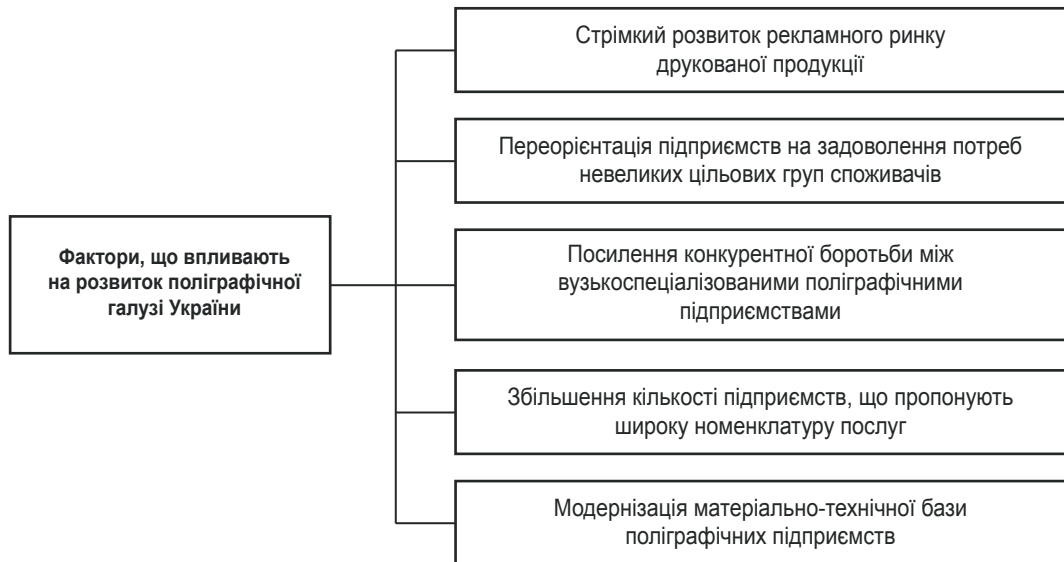 Стрімкий розвиток рекламного ринку
друкованої продукції
Переорієнтація підприємств на задоволення потреб
невеликих цільових груп споживачів
Фактори, що впливають
на розвиток поліграфічної
галузі України
Посилення конкурентної боротьби між
вузькоспеціалізованими поліграфічними
підприємствами
Збільшення кількості підприємств, що пропонують
широку номенклатуру послуг
Модернізація матеріально-технічної бази
поліграфічних підприємств